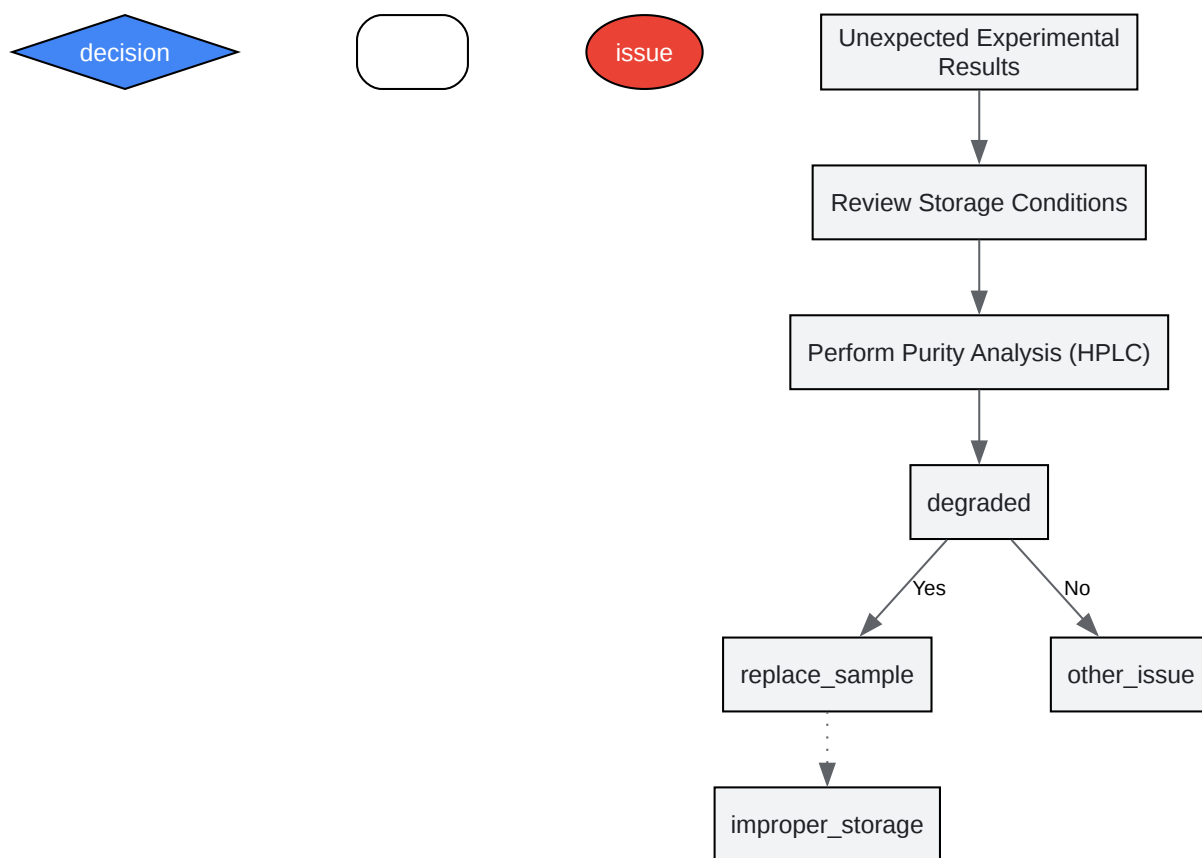 decision
issue
Unexpected Experimental
Results
Review Storage Conditions
Perform Purity Analysis (HPLC)
degraded
Yes
No
replace_sample
other_issue
improper_storage